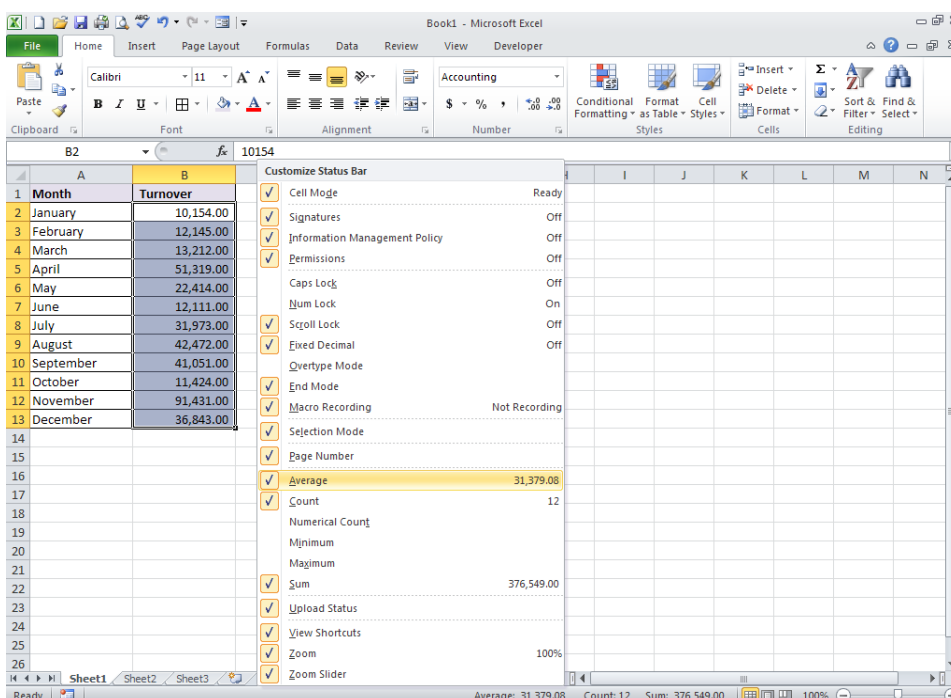 Book1 - Microsoft Excel
File Home Insert Page Layout Formulas Data Review View Developer
Calibri 11 Accounting
Paste
B I U $ % ,
Conditional Formatting Format as Table Cell Styles
Insert
Delete
Format
Σ
Sort & Filter Find & Select
Clipboard Font Alignment Number Styles Cells Editing
B2 fx 10154
A B I J K L M N
1 Month Turnover
2 January 10,154.00
3 February 12,145.00
4 March 13,212.00
5 April 51,319.00
6 May 22,414.00
7 June 12,111.00
8 July 31,973.00
9 August 42,472.00
10 September 41,051.00
11 October 11,424.00
12 November 91,431.00
13 December 36,843.00
14
15
16
17
18
19
20
21
22
23
24
25
26
Customize Status Bar
Cell Mode Ready
Signatures Off
Information Management Policy Off
Permissions Off
Caps Lock Off
Num Lock On
Scroll Lock Off
Fixed Decimal Off
Overtype Mode
End Mode
Macro Recording Not Recording
Selection Mode
Page Number
Average 31,379.08
Count 12
Numerical Count
Minimum
Maximum
Sum 376,549.00
Upload Status
View Shortcuts
Zoom 100%
Zoom Slider
Sheet1 Sheet2 Sheet3
Ready Average: 31,379.08 Count: 12 Sum: 376,549.00 100%